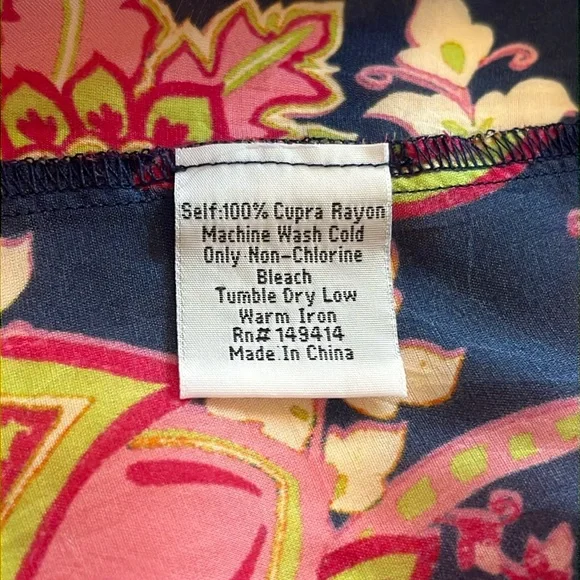 Self:100% Cupra Rayon
Machine Wash Cold
Only Non-Chlorine
Bleach
Tumble Dry Low
Warm Iron
Rn# 149414
Made In China